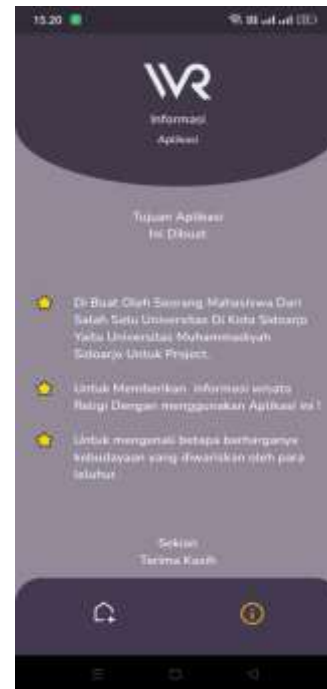 15.20
WR
Informasi
Aplikasi
Tujuan Aplikasi
Ini Dibuat
Di Buat Oleh Seorang Mahasiswa Dari
Salah Satu Universitas Di Kota Sidoarjo
Yaitu Universitas Muhammadiyah
Sidoarjo Untuk Project.
Untuk Memberikan informasi wisata
Religi Dengan menggunakan Aplikasi ini !
Untuk mengenali betapa berharganya
kebudayaan yang diwariskan oleh para
leluhur
Sekian
Terima Kasih